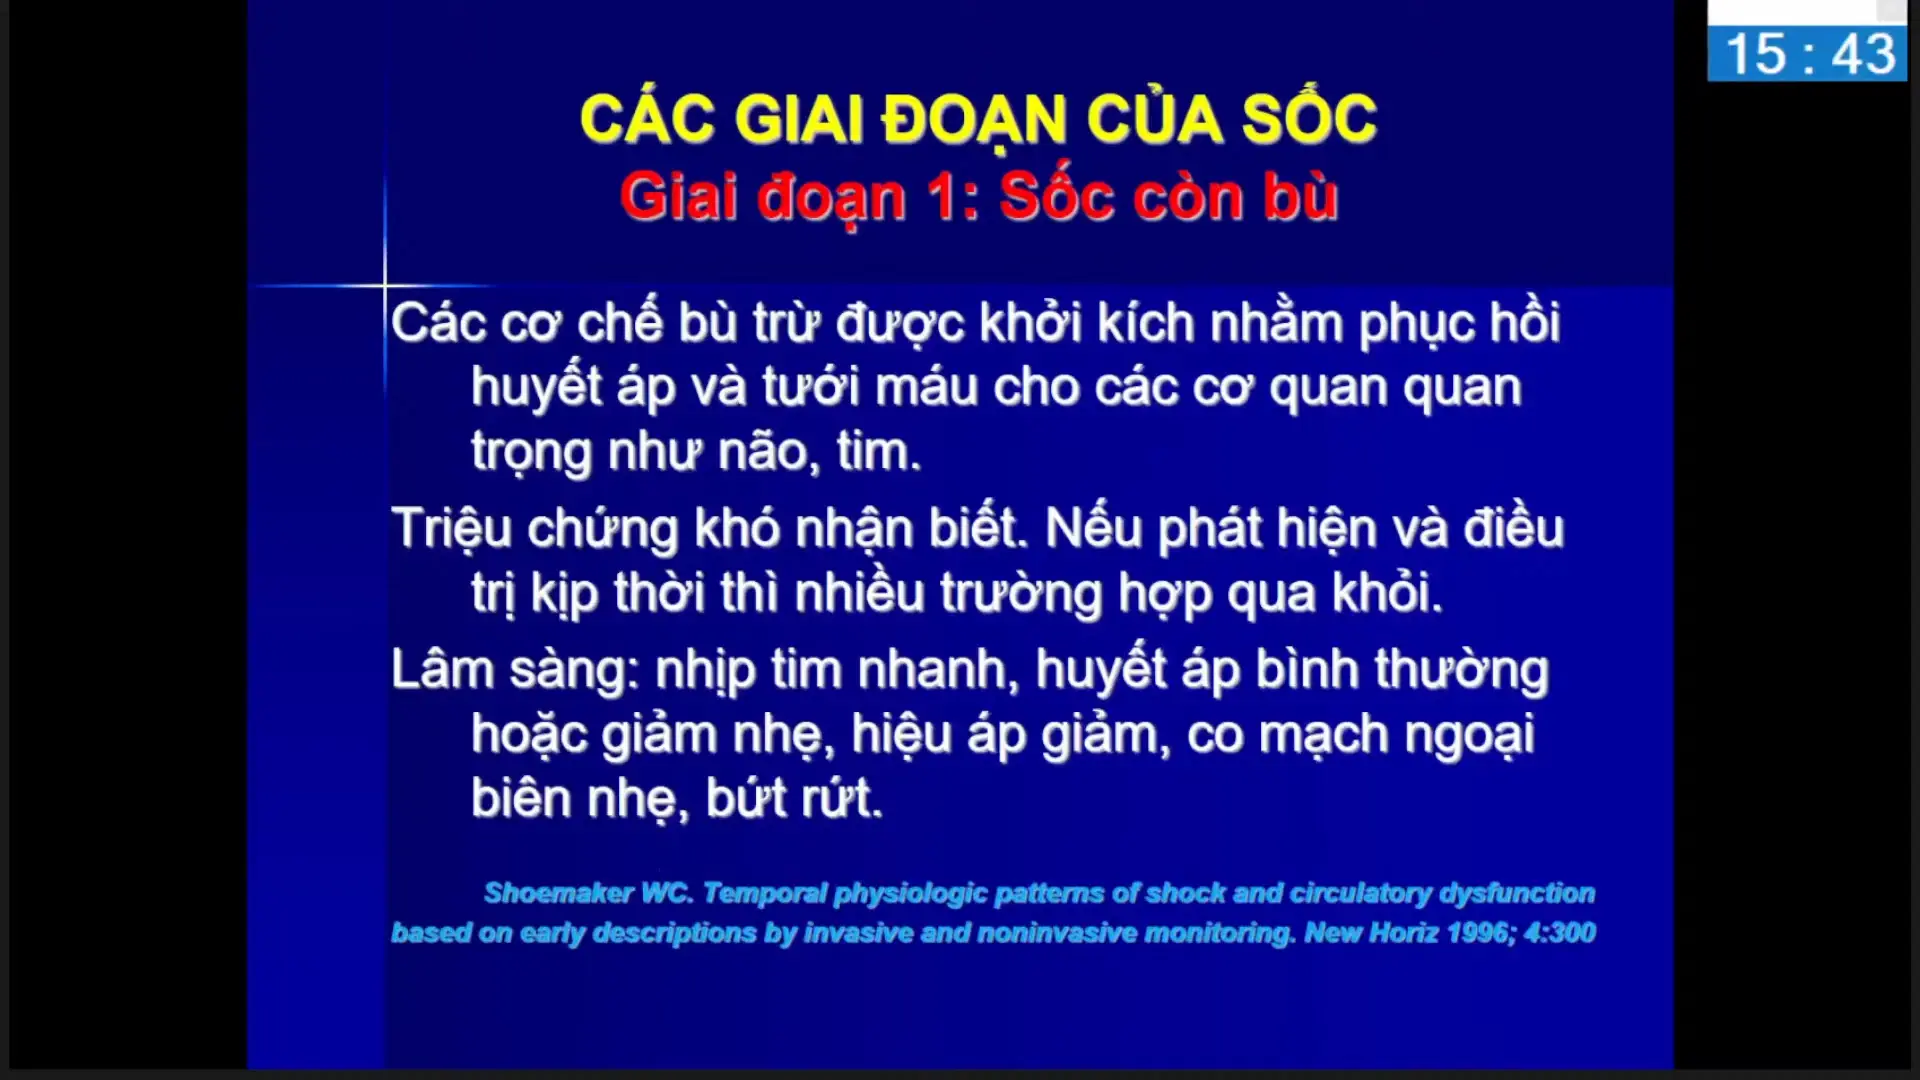 15 : 43
CÁC GIAI ĐOẠN CỦA SỐC
Giai đoạn 1: Sốc còn bù
Các cơ chế bù trừ được khởi kích nhằm phục hồi
huyết áp và tưới máu cho các cơ quan quan
trọng như não, tim.
Triệu chứng khó nhận biết. Nếu phát hiện và điều
trị kịp thời thì nhiều trường hợp qua khỏi.
Lâm sàng: nhịp tim nhanh, huyết áp bình thường
hoặc giảm nhẹ, hiệu áp giảm, co mạch ngoại
biên nhẹ, bứt rứt.
Shoemaker WC. Temporal physiologic patterns of shock and circulatory dysfunction
based on early descriptions by invasive and noninvasive monitoring. New Horiz 1996; 4:300